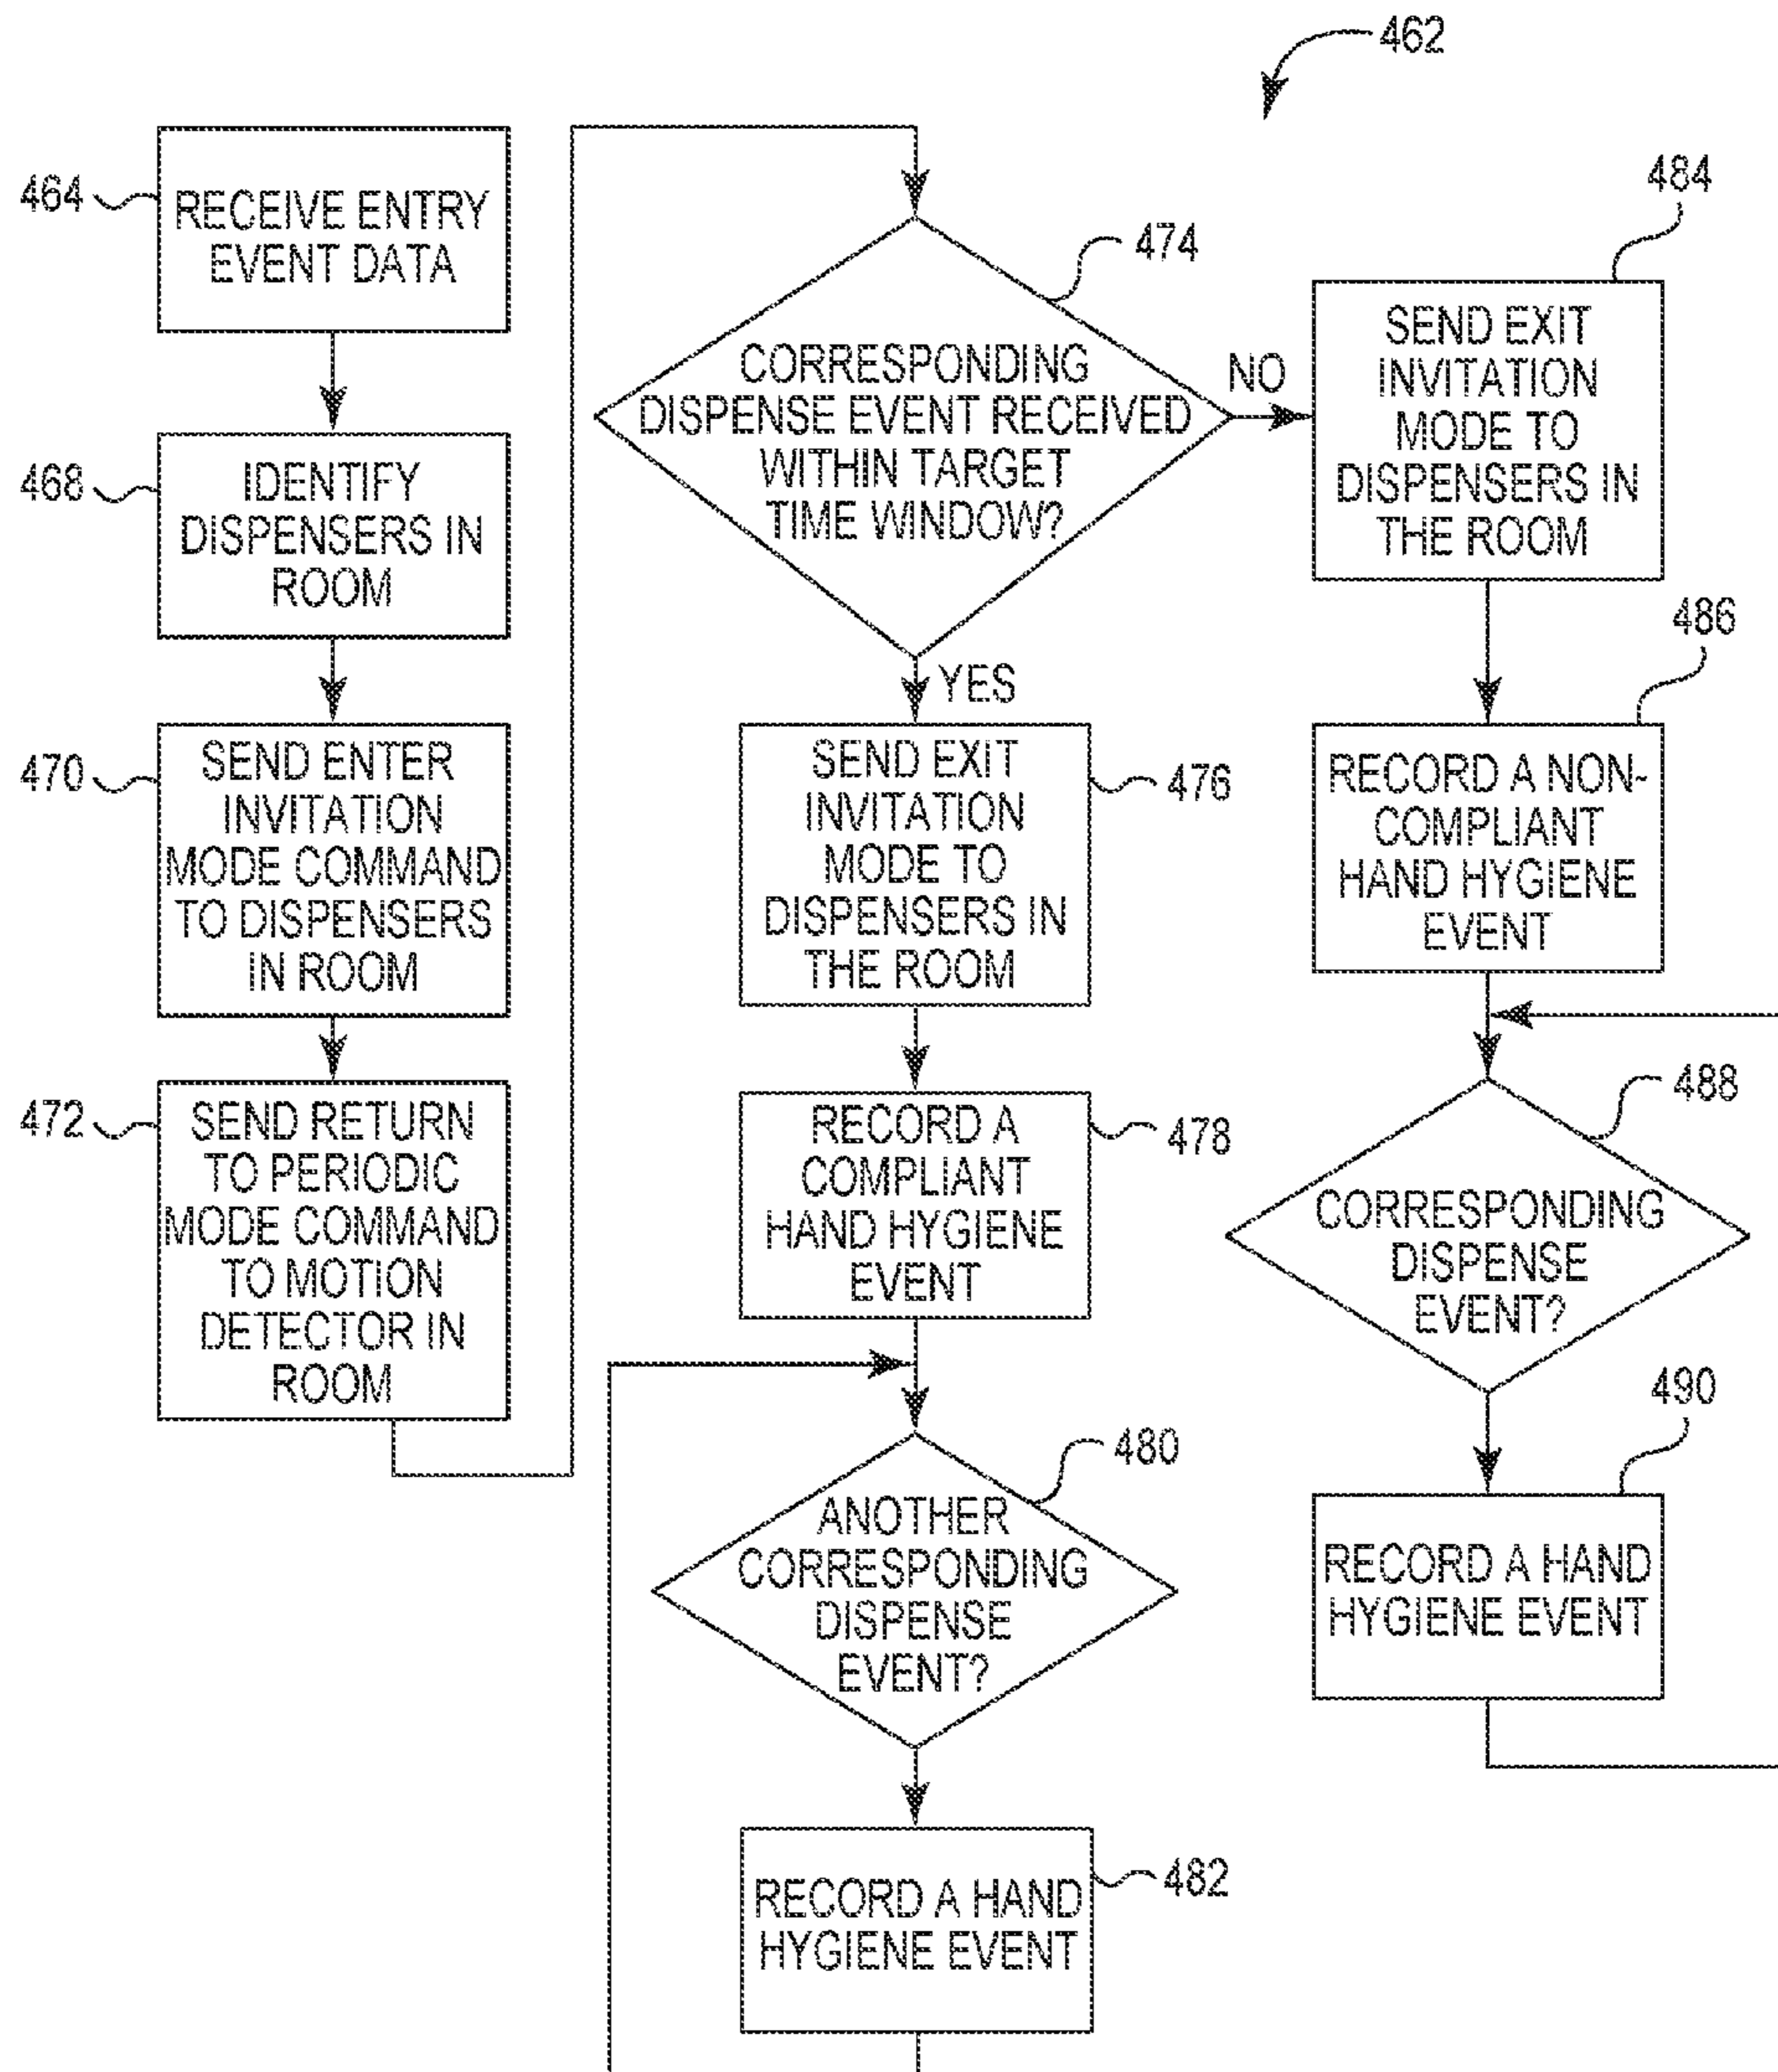 462
464
RECEIVE ENTRY
EVENT DATA
468
IDENTIFY
DISPENSERS IN
ROOM
470
SEND ENTER
INVITATION
MODE COMMAND
TO DISPENSERS
IN ROOM
472
SEND RETURN
TO PERIODIC
MODE COMMAND
TO MOTION
DETECTOR IN
ROOM
474
CORRESPONDING
DISPENSE EVENT RECEIVED
WITHIN TARGET
TIME WINDOW?
NO
YES
476
SEND EXIT
INVITATION
MODE TO
DISPENSERS IN
THE ROOM
478
RECORD A
COMPLIANT
HAND HYGIENE
EVENT
480
ANOTHER
CORRESPONDING
DISPENSE
EVENT?
482
RECORD A HAND
HYGIENE EVENT
484
SEND EXIT
INVITATION
MODE TO
DISPENSERS IN
THE ROOM
486
RECORD A NON-
COMPLIANT
HAND HYGIENE
EVENT
488
CORRESPONDING
DISPENSE
EVENT?
490
RECORD A HAND
HYGIENE EVENT